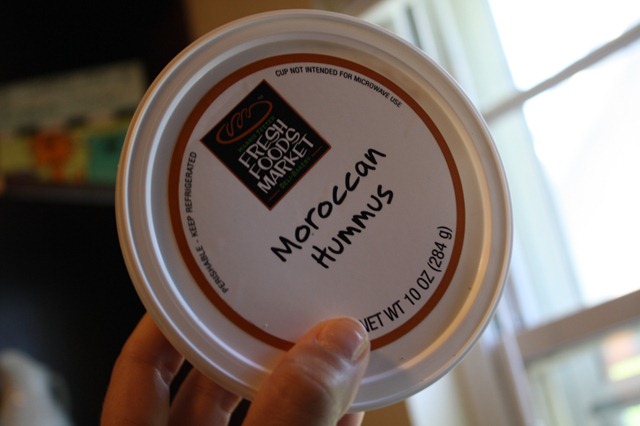 CUP NOT INTENDED FOR MICROWAVE USE
FRESH
FOODS
MARKET
Moroccan
Hummus
PERISHABLE - KEEP REFRIGERATED
NET WT 10 OZ (284 g)